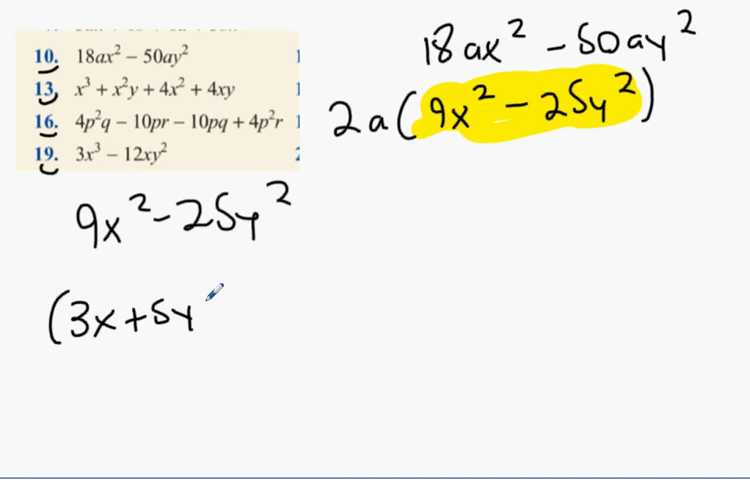 10. 18ax² – 50ay²
13. x³ + x²y + 4x² + 4xy
16. 4p²q – 10pr – 10pq + 4p²r
19. 3x³ – 12xy²
18ax² - 50ay²
2a(9x² - 25y²)
9x² - 25y²
(3x + 5y